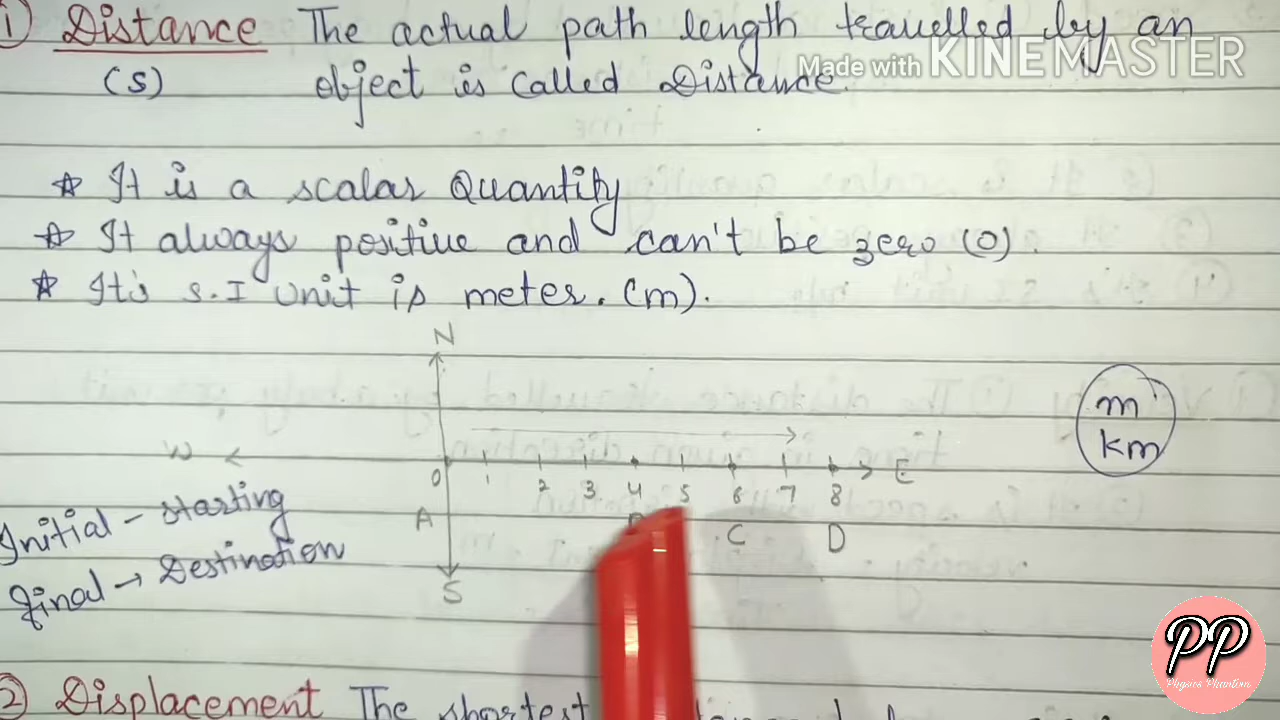 ① Distance The actual path length travelled by an
Made with KINEMASTER
(s) object is called Distance.
☆ It is a scalar Quantity
☆ It always positive and can't be zero (0).
☆ It's S.I Unit is meter. (m).
N
m
km
W E
0 1 2 3 4 5 6 7 8
A C D
S
Initial - Starting
final → Destination
PP
Physics Phantom
② Displacement The shortest